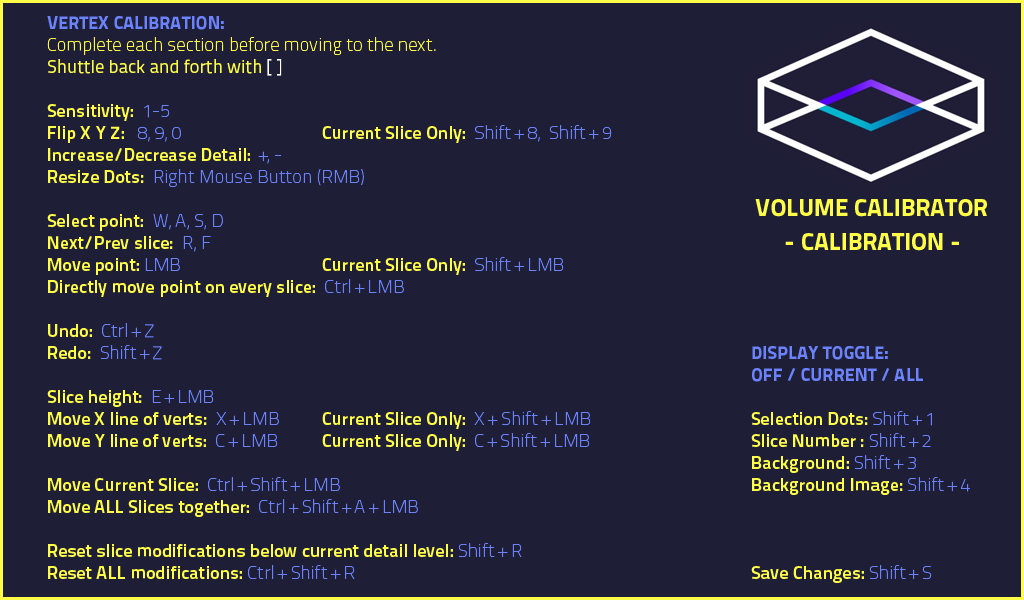 VERTEX CALIBRATION:
Complete each section before moving to the next.
Shuttle back and forth with [ ]
Sensitivity: 1-5
Flip X Y Z: 8, 9, 0 Current Slice Only: Shift+8, Shift+9
Increase/Decrease Detail: +, -
Resize Dots: Right Mouse Button (RMB)
Select point: W, A, S, D
Next/Prev slice: R, F
Move point: LMB Current Slice Only: Shift+LMB
Directly move point on every slice: Ctrl+LMB
Undo: Ctrl+Z
Redo: Shift+Z
Slice height: E+LMB
Move X line of verts: X+LMB Current Slice Only: X+Shift+LMB
Move Y line of verts: C+LMB Current Slice Only: C+Shift+LMB
Move Current Slice: Ctrl+Shift+LMB
Move ALL Slices together: Ctrl+Shift+A+LMB
Reset slice modifications below current detail level: Shift+R
Reset ALL modifications: Ctrl+Shift+R
VOLUME CALIBRATOR
- CALIBRATION -
DISPLAY TOGGLE:
OFF / CURRENT / ALL
Selection Dots: Shift+1
Slice Number : Shift+2
Background: Shift+3
Background Image: Shift+4
Save Changes: Shift+S